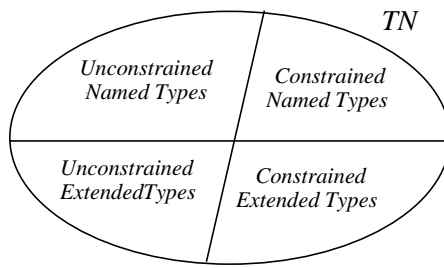 TN
Unconstrained
Named Types
Constrained
Named Types
Unconstrained
ExtendedTypes
Constrained
Extended Types